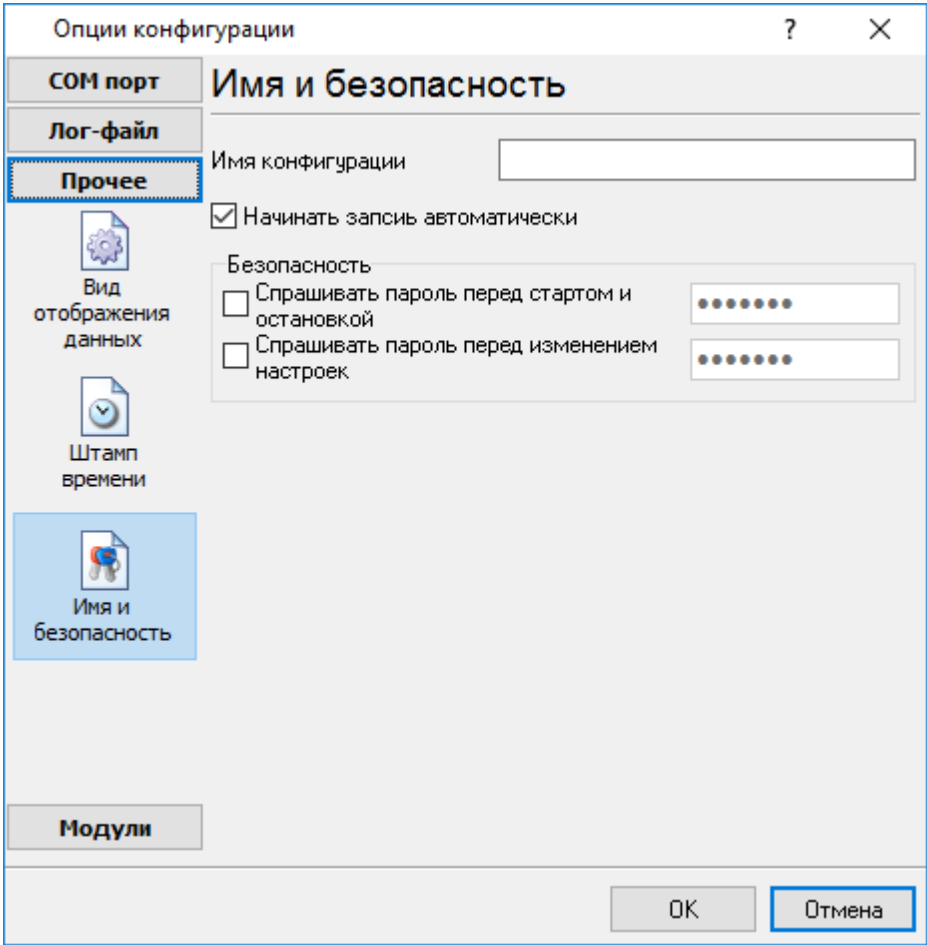 Опции конфигурации
?
COM порт
Лог-файл
Прочее
Вид
отображения
данных
Штамп
времени
Имя и
безопасность
Модули
Имя и безопасность
Имя конфигурации
Начинать запсиь автоматически
Безопасность
Спрашивать пароль перед стартом и
остановкой
Спрашивать пароль перед изменением
настроек
OK
Отмена